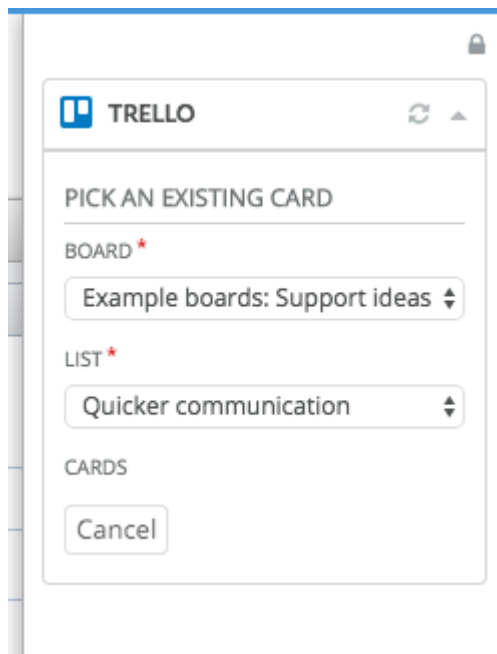 TRELLO
PICK AN EXISTING CARD
BOARD *
Example boards: Support ideas
LIST *
Quicker communication
CARDS
Cancel